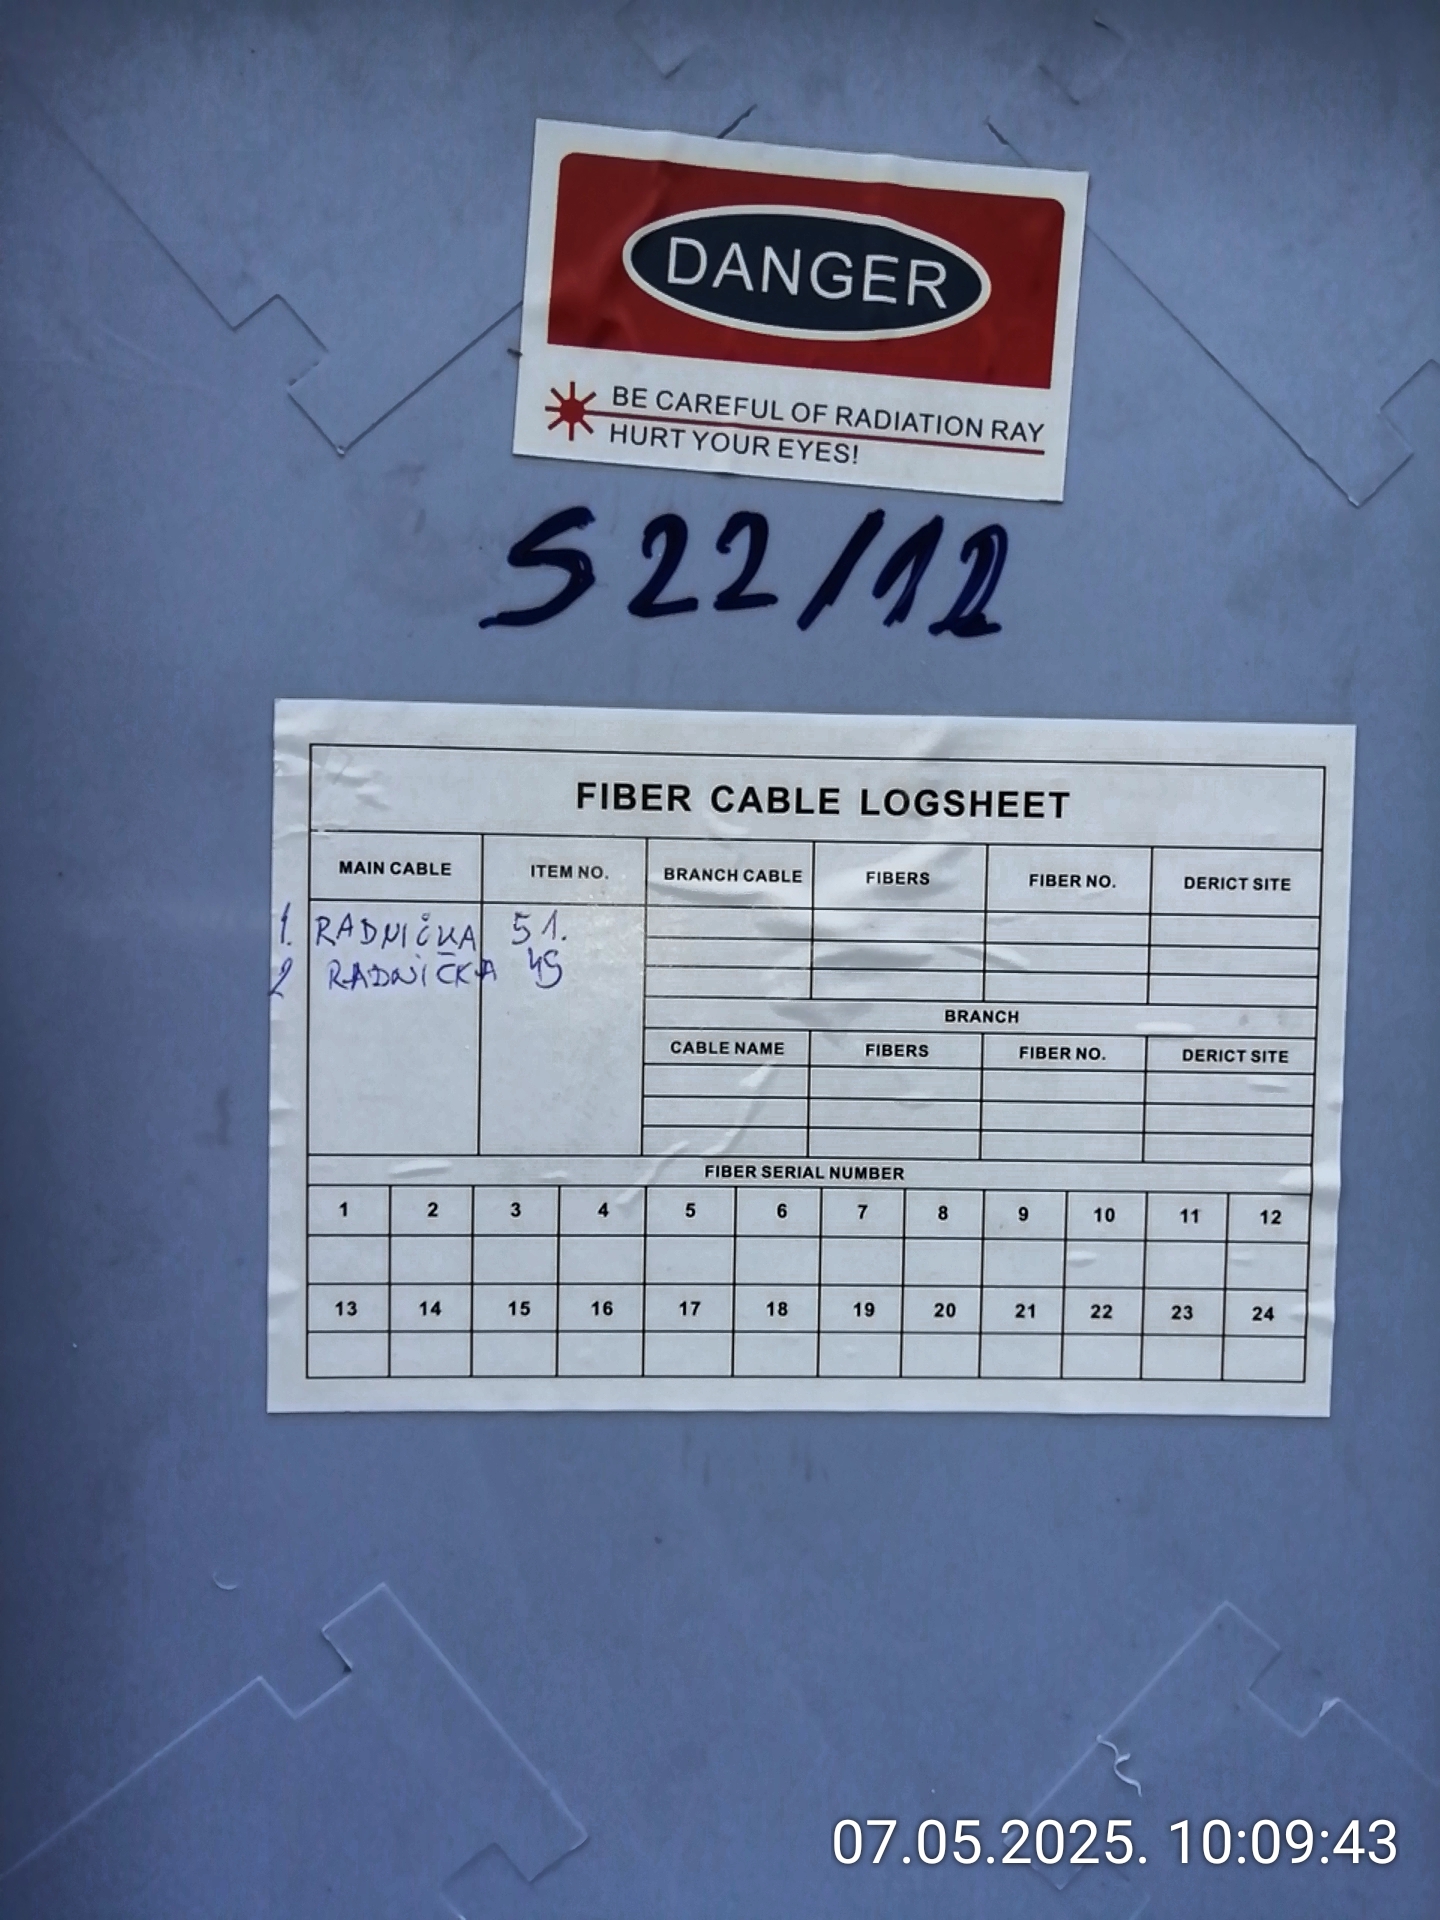 DANGER
BE CAREFUL OF RADIATION RAY
HURT YOUR EYES!
S22/12
FIBER CABLE LOGSHEET
MAIN CABLE ITEM NO. BRANCH CABLE FIBERS FIBER NO. DERICT SITE
1. RADNIČKA 51.
2 RADNIČKA 49
BRANCH
CABLE NAME FIBERS FIBER NO. DERICT SITE
FIBER SERIAL NUMBER
1 2 3 4 5 6 7 8 9 10 11 12
13 14 15 16 17 18 19 20 21 22 23 24
07.05.2025. 10:09:43